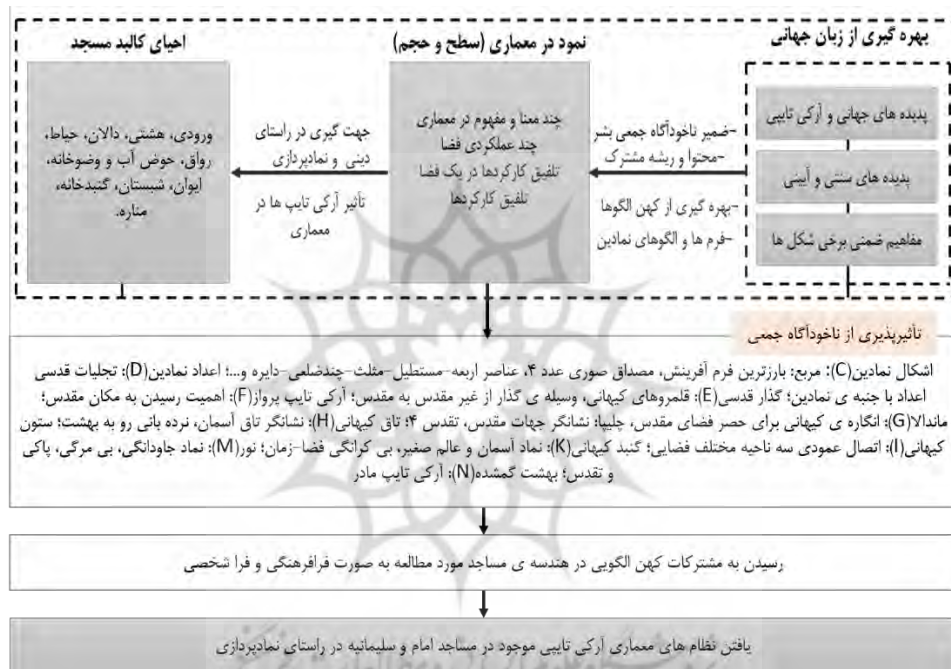 بهره گیری از زبان جهانی
پدیده های جهانی و آرکی تایپی
پدیده های سنتی و آیینی
مفاهیم ضمنی برخی شکل ها
-ضمیر ناخودآگاه جمعی بشر
-محتوا و ریشه مشترک
-بهره گیری از کهن الگوها
-فرم ها و الگوهای نمادین
نمود در معماری (سطح و حجم)
چند معنا و مفهوم در معماری
چند عملکردی فضا
تلفیق کارکردها در یک فضا
تلفیق کارکردها
جهت گیری در راستای
دینی و نمادپردازی
تأثیر آرکی تایپ ها در
معماری
احیای کالبد مسجد
ورودی، هشتی، دالان، حیاط،
رواق، حوض آب و وضوخانه،
ایوان، شبستان، گنبدخانه،
مناره.
تأثیرپذیری از ناخودآگاه جمعی
اشکال نمادین(C): مربع: بارزترین فرم آفرینش، مصداق صوری عدد ۴، عناصر اربعه-مستطیل-مثلث-چندضلعی-دایره و...؛ اعداد نمادین(D): تجلیات قدسی
اعداد با جنبه ی نمادین؛ گذار قدسی(E): قلمروهای کیهانی، وسیله ی گذار از غیر مقدس به مقدس؛ آرکی تایپ پرواز(F): اهمیت رسیدن به مکان مقدس؛
ماندالا(G): انگاره ی کیهانی برای حصر فضای مقدس، چلیپا: نشانگر جهات مقدس، تقدس ۴؛ تاق کیهانی(H): نشانگر تاق آسمان، نرده بانی رو به بهشت؛ ستون
کیهانی(I): اتصال عمودی سه ناحیه مختلف فضایی؛ گنبد کیهانی(K): نماد آسمان و عالم صغیر، بی کرانگی فضا-زمان؛ نور(M): نماد جاودانگی، بی مرگی، پاکی
و تقدس؛ بهشت گمشده(N): آرکی تایپ مادر
رسیدن به مشترکات کهن الگویی در هندسه ی مساجد مورد مطالعه به صورت فرافرهنگی و فرا شخصی
یافتن نظام های معماری آرکی تایپی موجود در مساجد امام و سلیمانیه در راستای نمادپردازی